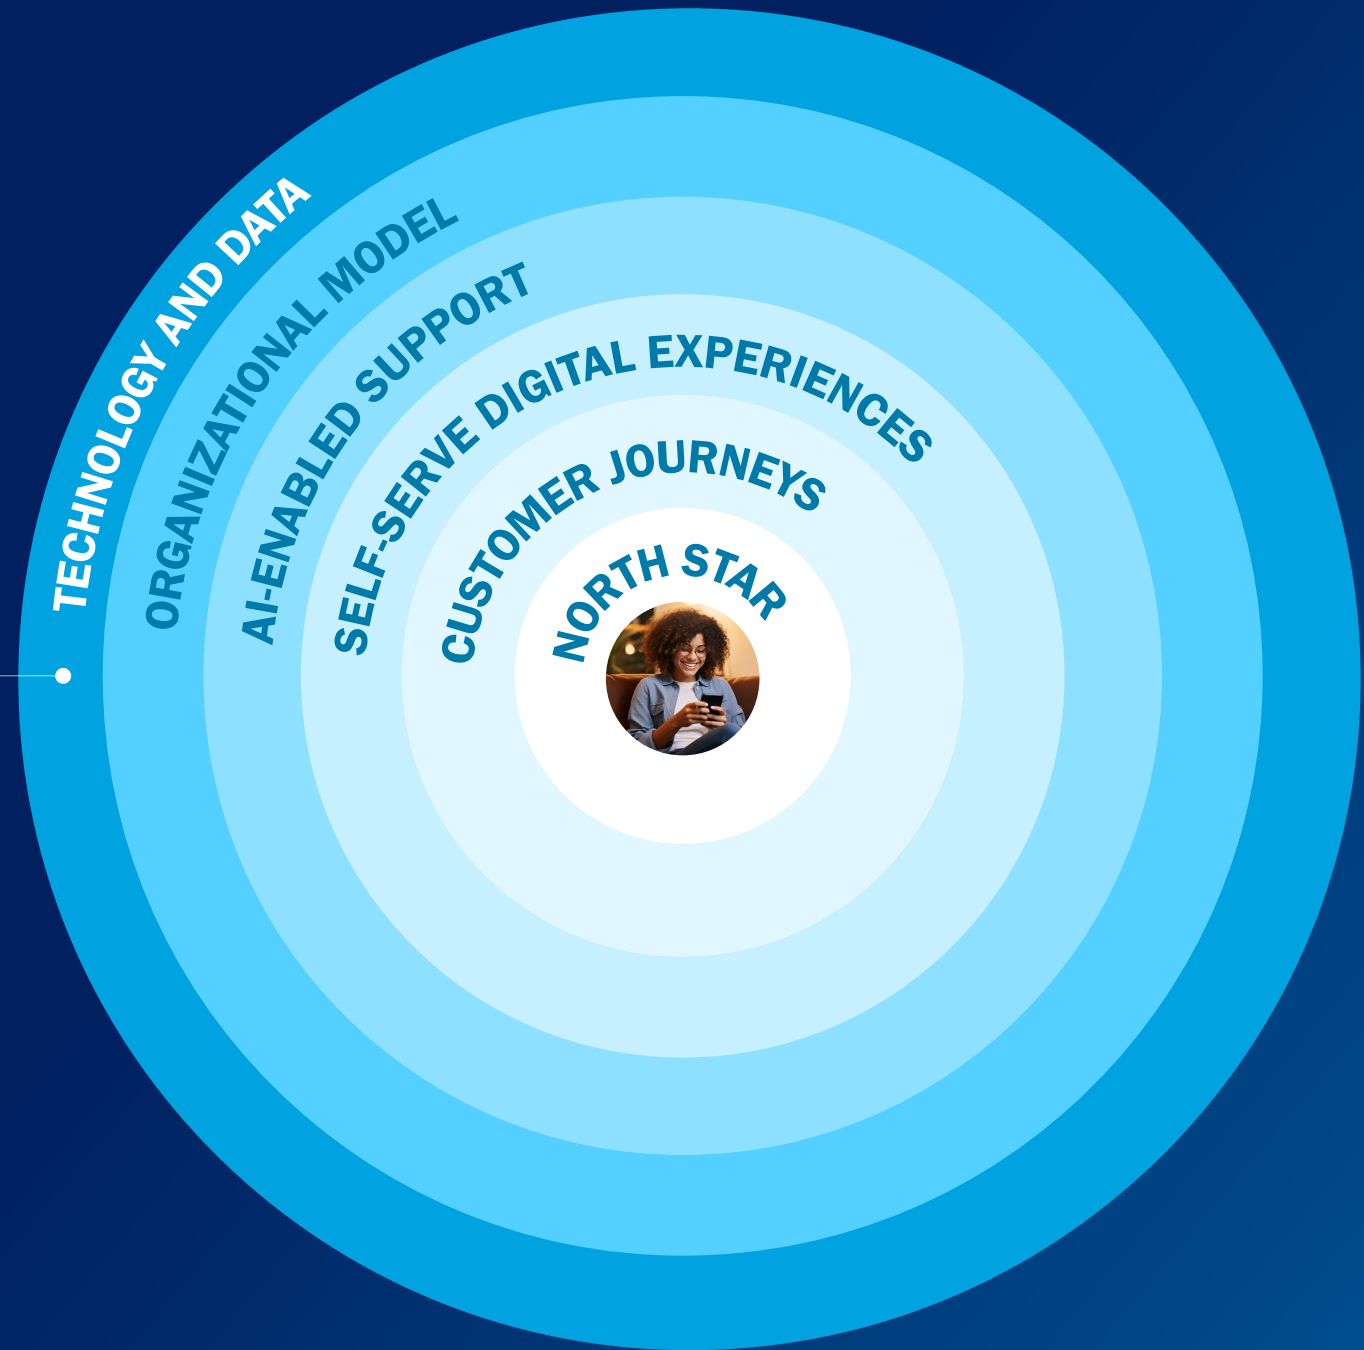 TECHNOLOGY AND DATA
ORGANIZATIONAL MODEL
AI-ENABLED SUPPORT
SELF-SERVE DIGITAL EXPERIENCES
CUSTOMER JOURNEYS
NORTH STAR